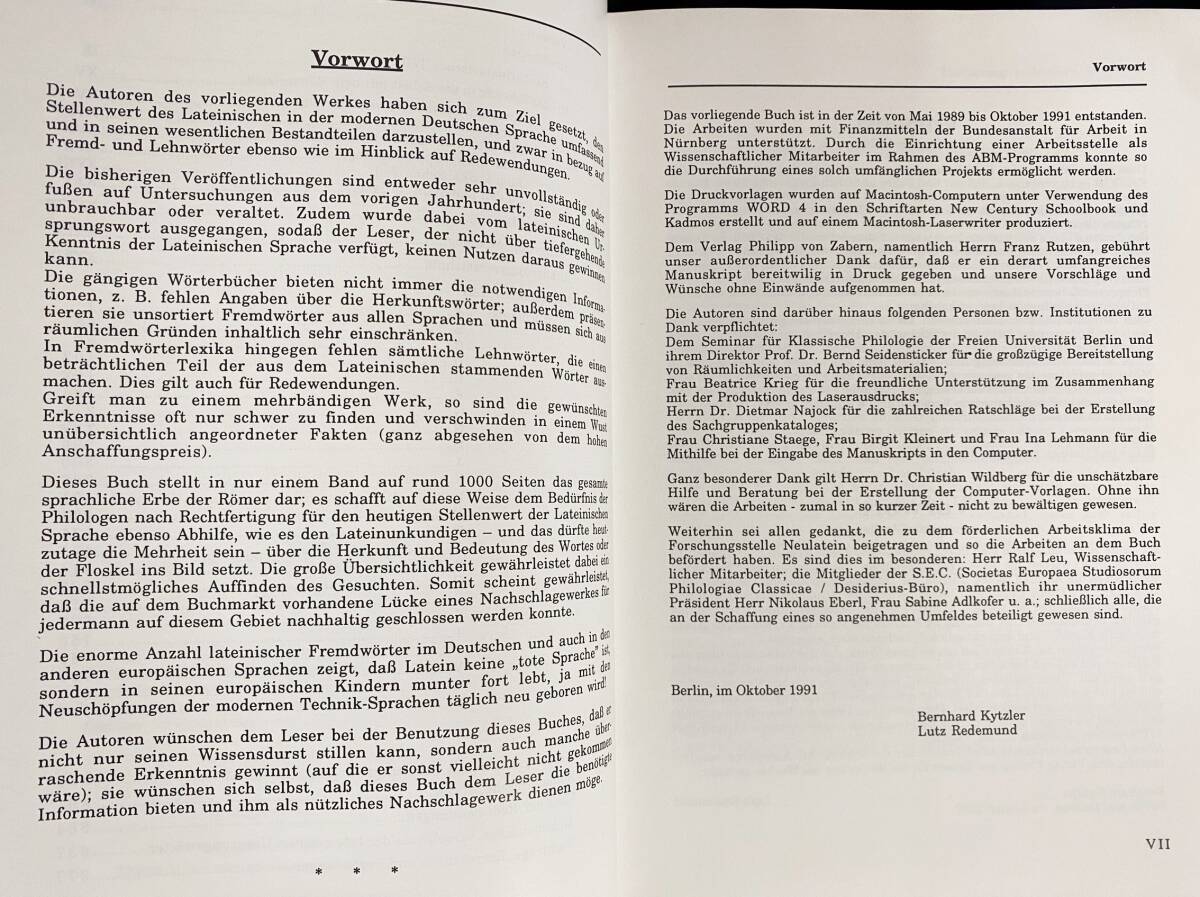 Vorwort
Die Autoren des vorliegenden Werkes haben sich zum Ziel gesetzt, den
Stellenwert des Lateinischen in der modernen Deutschen Sprache umfassend
und in seinen wesentlichen Bestandteilen darzustellen, und zwar in bezug auf
Fremd- und Lehnwörter ebenso wie im Hinblick auf Redewendungen.
Die bisherigen Veröffentlichungen sind entweder sehr unvollständig oder
fußen auf Untersuchungen aus dem vorigen Jahrhundert; sie sind daher
unbrauchbar oder veraltet. Zudem wurde dabei vom lateinischen Ur-
sprungswort ausgegangen, sodaß der Leser, der nicht über tiefergehende
Kenntnis der Lateinischen Sprache verfügt, keinen Nutzen daraus gewinnen
kann.
Die gängigen Wörterbücher bieten nicht immer die notwendigen Informa-
tionen, z. B. fehlen Angaben über die Herkunftswörter; außerdem präsen-
tieren sie unsortiert Fremdwörter aus allen Sprachen und müssen sich aus
räumlichen Gründen inhaltlich sehr einschränken.
In Fremdwörterlexika hingegen fehlen sämtliche Lehnwörter, die einen
beträchtlichen Teil der aus dem Lateinischen stammenden Wörter aus-
machen. Dies gilt auch für Redewendungen.
Greift man zu einem mehrbändigen Werk, so sind die gewünschten
Erkenntnisse oft nur schwer zu finden und verschwinden in einem Wust
unübersichtlich angeordneter Fakten (ganz abgesehen von dem hohen
Anschaffungspreis).
Dieses Buch stellt in nur einem Band auf rund 1000 Seiten das gesamte
sprachliche Erbe der Römer dar; es schafft auf diese Weise dem Bedürfnis der
Philologen nach Rechtfertigung für den heutigen Stellenwert der Lateinischen
Sprache ebenso Abhilfe, wie es den Lateinunkundigen – und das dürfte heut-
zutage die Mehrheit sein – über die Herkunft und Bedeutung des Wortes oder
der Floskel ins Bild setzt. Die große Übersichtlichkeit gewährleistet dabei ein
schnellstmögliches Auffinden des Gesuchten. Somit scheint gewährleistet,
daß die auf dem Buchmarkt vorhandene Lücke eines Nachschlagewerkes für
jedermann auf diesem Gebiet nachhaltig geschlossen werden konnte.
Die enorme Anzahl lateinischer Fremdwörter im Deutschen und auch in den
anderen europäischen Sprachen zeigt, daß Latein keine „tote Sprache" ist,
sondern in seinen europäischen Kindern munter fort lebt, ja mit den
Neuschöpfungen der modernen Technik-Sprachen täglich neu geboren wird!
Die Autoren wünschen dem Leser bei der Benutzung dieses Buches, daß er
nicht nur seinen Wissensdurst stillen kann, sondern auch manche über-
raschende Erkenntnis gewinnt (auf die er sonst vielleicht nicht gekommen
wäre); sie wünschen sich selbst, daß dieses Buch dem Leser die benötigte
Information bieten und ihm als nützliches Nachschlagewerk dienen möge.
* * *
Vorwort
Das vorliegende Buch ist in der Zeit von Mai 1989 bis Oktober 1991 entstanden.
Die Arbeiten wurden mit Finanzmitteln der Bundesanstalt für Arbeit in
Nürnberg unterstützt. Durch die Einrichtung einer Arbeitsstelle als
Wissenschaftlicher Mitarbeiter im Rahmen des ABM-Programms konnte so
die Durchführung eines solch umfänglichen Projekts ermöglicht werden.
Die Druckvorlagen wurden auf Macintosh-Computern unter Verwendung des
Programms WORD 4 in den Schriftarten New Century Schoolbook und
Kadmos erstellt und auf einem Macintosh-Laserwriter produziert.
Dem Verlag Philipp von Zabern, namentlich Herrn Franz Rutzen, gebührt
unser außerordentlicher Dank dafür, daß er ein derart umfangreiches
Manuskript bereitwilig in Druck gegeben und unsere Vorschläge und
Wünsche ohne Einwände aufgenommen hat.
Die Autoren sind darüber hinaus folgenden Personen bzw. Institutionen zu
Dank verpflichtet:
Dem Seminar für Klassische Philologie der Freien Universität Berlin und
ihrem Direktor Prof. Dr. Bernd Seidensticker für die großzügige Bereitstellung
von Räumlichkeiten und Arbeitsmaterialien;
Frau Beatrice Krieg für die freundliche Unterstützung im Zusammenhang
mit der Produktion des Laserausdrucks;
Herrn Dr. Dietmar Najock für die zahlreichen Ratschläge bei der Erstellung
des Sachgruppenkataloges;
Frau Christiane Staege, Frau Birgit Kleinert und Frau Ina Lehmann für die
Mithilfe bei der Eingabe des Manuskripts in den Computer.
Ganz besonderer Dank gilt Herrn Dr. Christian Wildberg für die unschätzbare
Hilfe und Beratung bei der Erstellung der Computer-Vorlagen. Ohne ihn
wären die Arbeiten - zumal in so kurzer Zeit - nicht zu bewältigen gewesen.
Weiterhin sei allen gedankt, die zu dem förderlichen Arbeitsklima der
Forschungsstelle Neulatein beigetragen und so die Arbeiten an dem Buch
befördert haben. Es sind dies im besonderen: Herr Ralf Leu, Wissenschaft-
licher Mitarbeiter; die Mitglieder der S.E.C. (Societas Europaea Studiosorum
Philologiae Classicae / Desiderius-Büro), namentlich ihr unermüdlicher
Präsident Herr Nikolaus Eberl, Frau Sabine Adlkofer u. a.; schließlich alle, die
an der Schaffung eines so angenehmen Umfeldes beteiligt gewesen sind.
Berlin, im Oktober 1991
Bernhard Kytzler
Lutz Redemund
VII